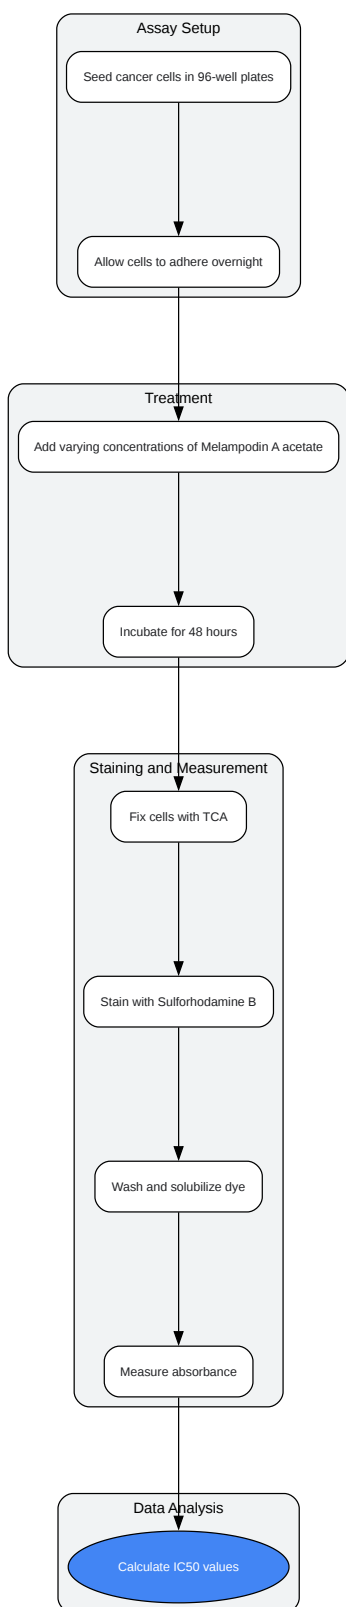 Assay Setup
Seed cancer cells in 96-well plates
Allow cells to adhere overnight
Treatment
Add varying concentrations of Melampodin A acetate
Incubate for 48 hours
Staining and Measurement
Fix cells with TCA
Stain with Sulforhodamine B
Wash and solubilize dye
Measure absorbance
Data Analysis
Calculate IC50 values